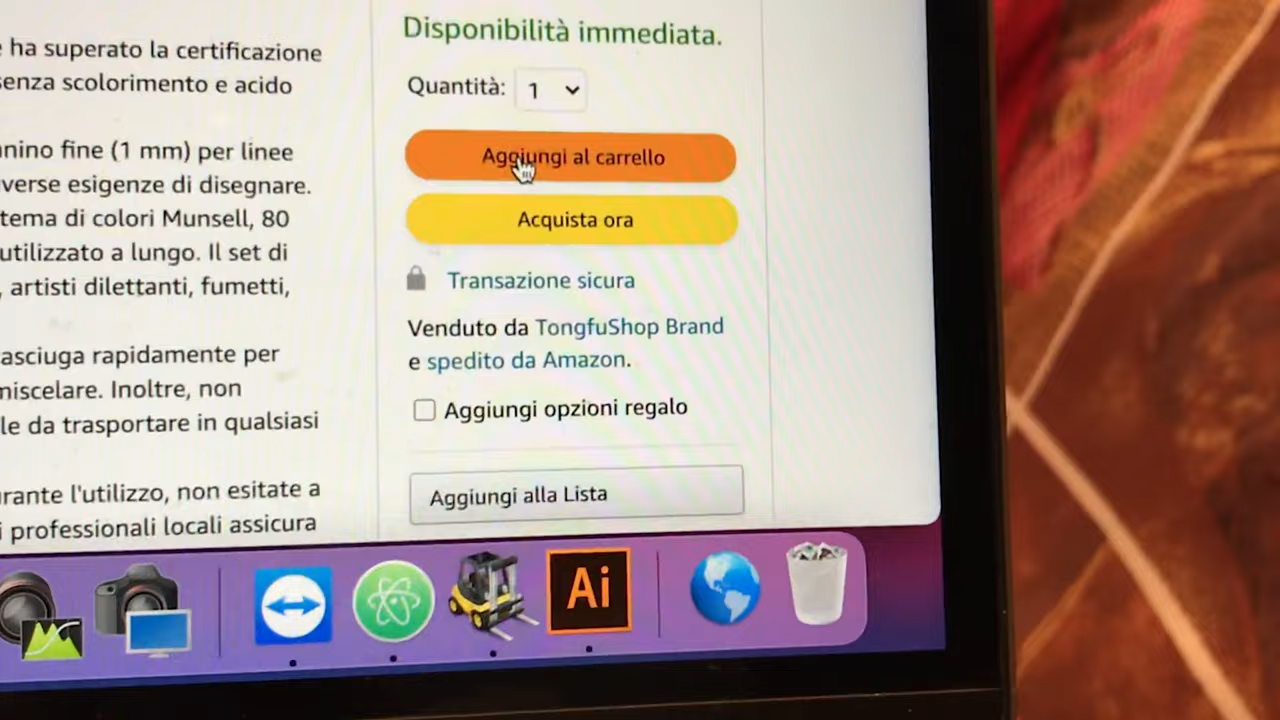 ha superato la certificazione
senza scolorimento e acido
fine (1 mm) per linee
verse esigenze di disegnare.
tema di colori Munsell, 80
utilizzato a lungo. Il set di
, artisti dilettanti, fumetti,
asciuga rapidamente per
miscelare. Inoltre, non
le da trasportare in qualsiasi
urante l'utilizzo, non esitate a
i professionali locali assicura
Disponibilità immediata.
Quantità: 1
Aggiungi al carrello
Acquista ora
Transazione sicura
Venduto da TongfuShop Brand
e spedito da Amazon.
Aggiungi opzioni regalo
Aggiungi alla Lista
Ai